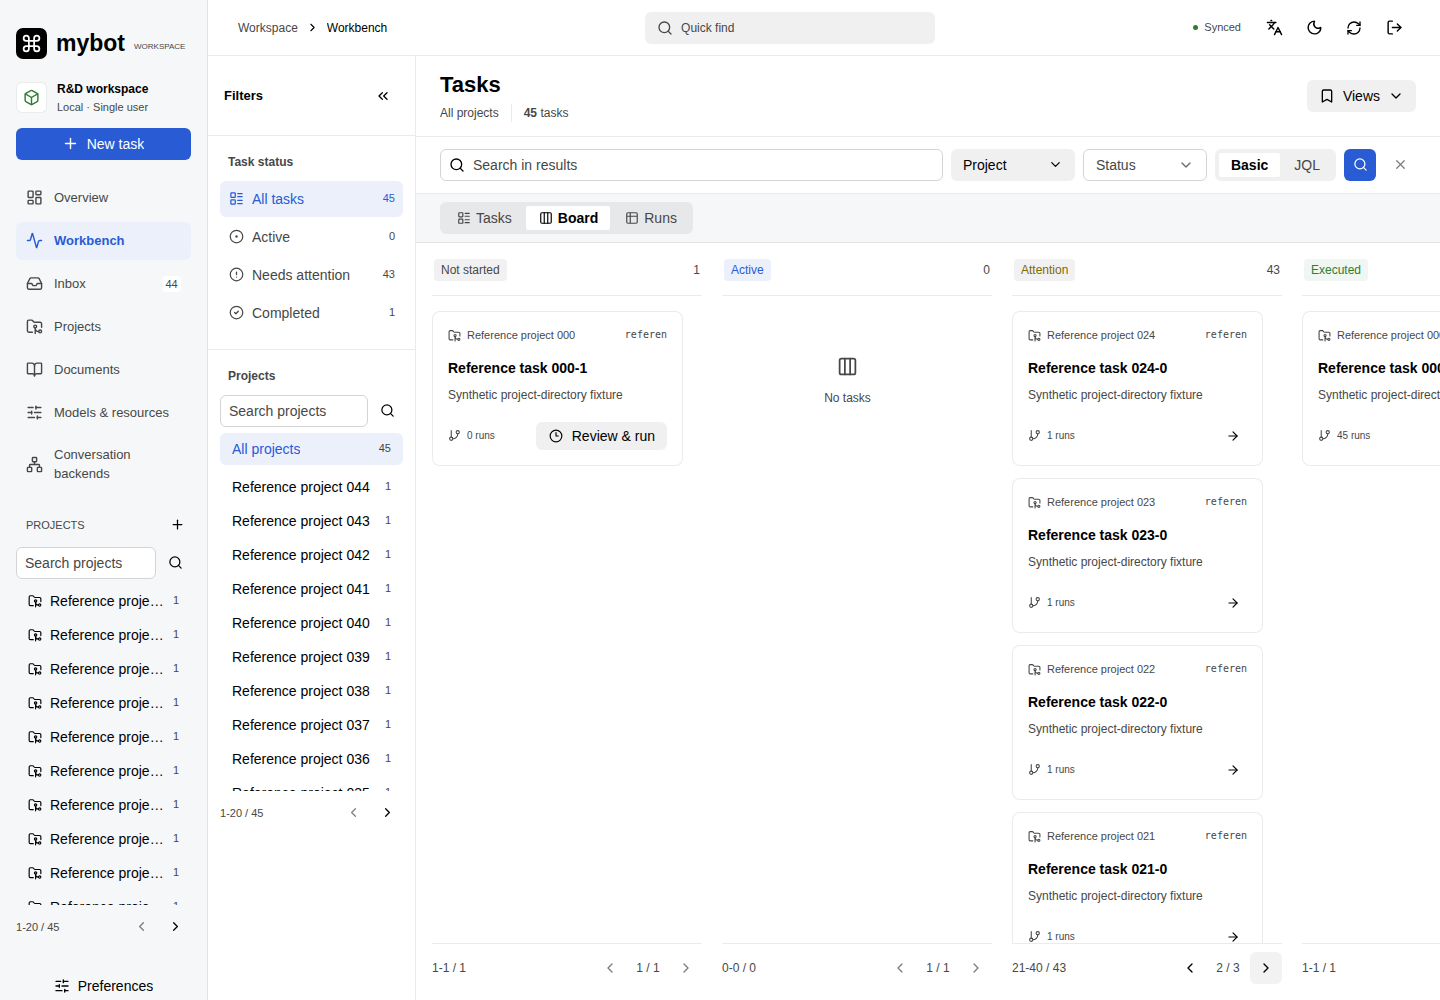 mybot WORKSPACE
R&D workspace
Local · Single user
New task
Overview
Workbench
Inbox 44
Projects
Documents
Models & resources
Conversation
backends
PROJECTS
Search projects
Reference proje… 1
Reference proje… 1
Reference proje… 1
Reference proje… 1
Reference proje… 1
Reference proje… 1
Reference proje… 1
Reference proje… 1
Reference proje… 1
1-20 / 45
Preferences
Workspace Workbench
Quick find
Synced
Filters
Task status
All tasks 45
Active 0
Needs attention 43
Completed 1
Projects
Search projects
All projects 45
Reference project 044 1
Reference project 043 1
Reference project 042 1
Reference project 041 1
Reference project 040 1
Reference project 039 1
Reference project 038 1
Reference project 037 1
Reference project 036 1
1-20 / 45
Tasks
All projects 45 tasks
Views
Search in results
Project
Status
Basic JQL
Tasks Board Runs
Not started 1
Reference project 000 referen
Reference task 000-1
Synthetic project-directory fixture
0 runs Review & run
1-1 / 1 1 / 1
Active 0
No tasks
0-0 / 0 1 / 1
Attention 43
Reference project 024 referen
Reference task 024-0
Synthetic project-directory fixture
1 runs
Reference project 023 referen
Reference task 023-0
Synthetic project-directory fixture
1 runs
Reference project 022 referen
Reference task 022-0
Synthetic project-directory fixture
1 runs
Reference project 021 referen
Reference task 021-0
Synthetic project-directory fixture
1 runs
21-40 / 43 2 / 3
Executed
Reference project 00
Reference task 00
Synthetic project-direct
45 runs
1-1 / 1